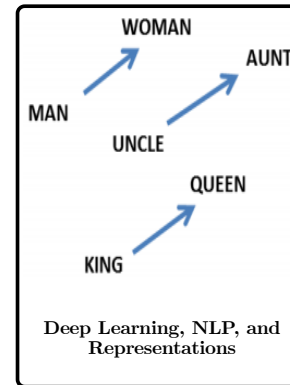 WOMAN
AUNT
MAN
UNCLE
QUEEN
KING
Deep Learning, NLP, and
Representations